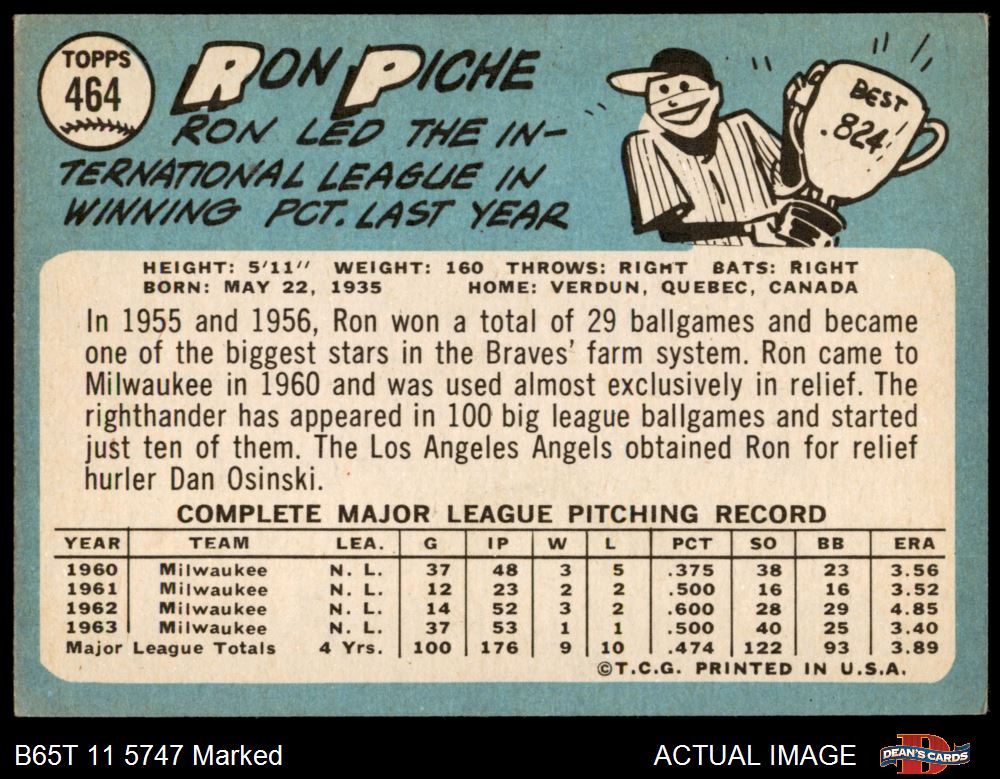 TOPPS
464
RON PICHE
RON LED THE IN-
TERNATIONAL LEAGUE IN
WINNING PCT. LAST YEAR
BEST
.824
HEIGHT: 5'11" WEIGHT: 160 THROWS: RIGHT BATS: RIGHT
BORN: MAY 22, 1935 HOME: VERDUN, QUEBEC, CANADA
In 1955 and 1956, Ron won a total of 29 ballgames and became
one of the biggest stars in the Braves' farm system. Ron came to
Milwaukee in 1960 and was used almost exclusively in relief. The
righthander has appeared in 100 big league ballgames and started
just ten of them. The Los Angeles Angels obtained Ron for relief
hurler Dan Osinski.
COMPLETE MAJOR LEAGUE PITCHING RECORD
YEAR TEAM LEA. G IP W L PCT SO BB ERA
1960 Milwaukee N. L. 37 48 3 5 .375 38 23 3.56
1961 Milwaukee N. L. 12 23 2 2 .500 16 16 3.52
1962 Milwaukee N. L. 14 52 3 2 .600 28 29 4.85
1963 Milwaukee N. L. 37 53 1 1 .500 40 25 3.40
Major League Totals 4 Yrs. 100 176 9 10 .474 122 93 3.89
©T.C.G. PRINTED IN U.S.A.
B65T 11 5747 Marked ACTUAL IMAGE DEAN'S CARDS